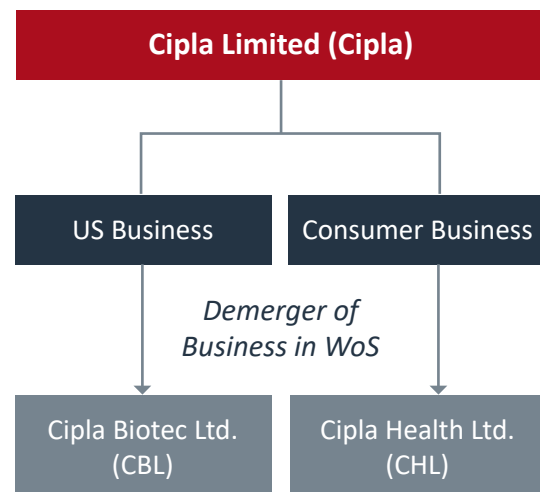 Cipla Limited (Cipla)
US Business
Consumer Business
Demerger of
Business in WoS
Cipla Biotec Ltd.
(CBL)
Cipla Health Ltd.
(CHL)